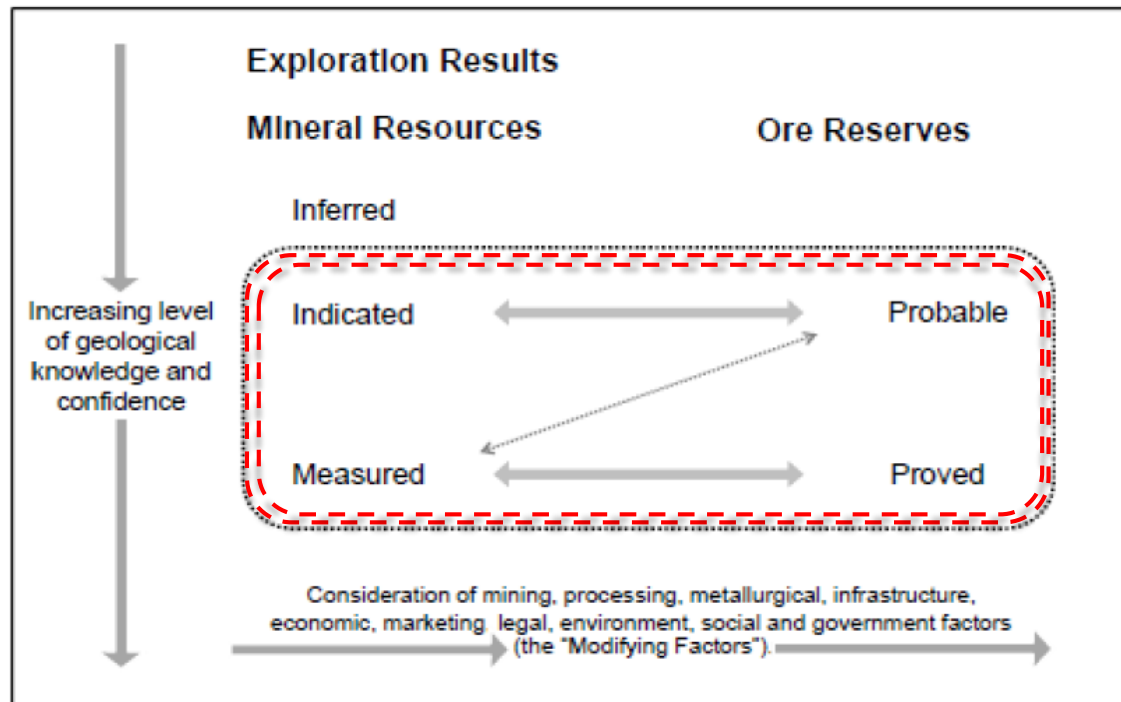 Exploration Results
Mineral Resources
Ore Reserves
Inferred
Increasing level
of geological
knowledge and
confidence
Indicated
Probable
Measured
Proved
Consideration of mining, processing, metallurgical, infrastructure,
economic, marketing legal, environment, social and government factors
(the "Modifying Factors").